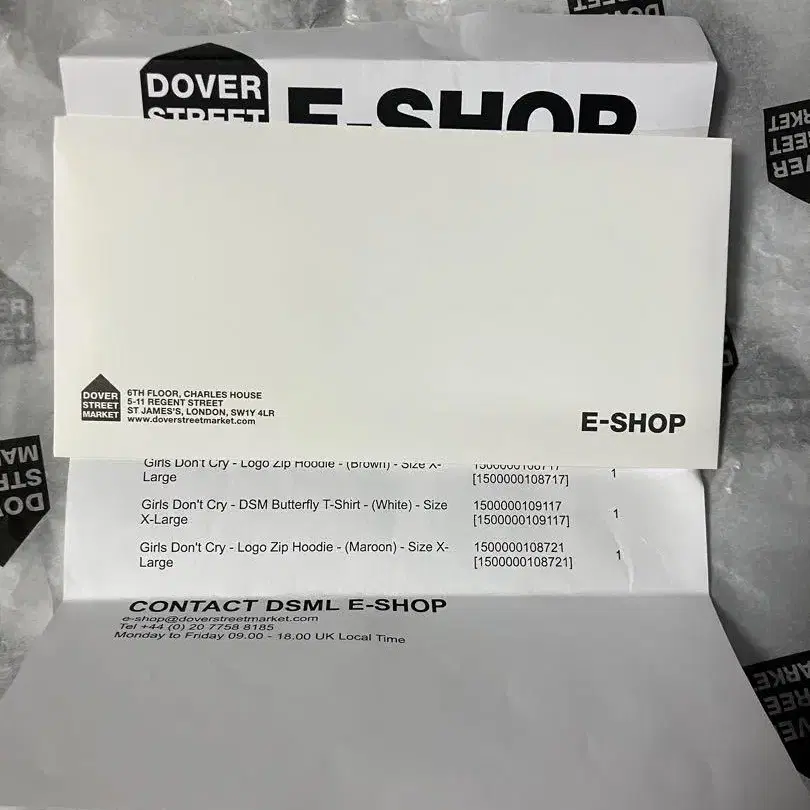 DOVER
STREET
E-SHOP
DOVER
STREET
MARKET
6TH FLOOR, CHARLES HOUSE
5-11 REGENT STREET
ST JAMES'S, LONDON, SW1Y 4LR
www.doverstreetmarket.com
E-SHOP
Girls Don't Cry - Logo Zip Hoodie - (Brown) - Size X-
Large
[1500000108717]
1
Girls Don't Cry - DSM Butterfly T-Shirt - (White) - Size
X-Large
1500000109117
[1500000109117]
1
Girls Don't Cry - Logo Zip Hoodie - (Maroon) - Size X-
Large
1500000108721
[1500000108721]
1
CONTACT DSML E-SHOP
e-shop@doverstreetmarket.com
Tel +44 (0) 20 7758 8185
Monday to Friday 09.00 - 18.00 UK Local Time